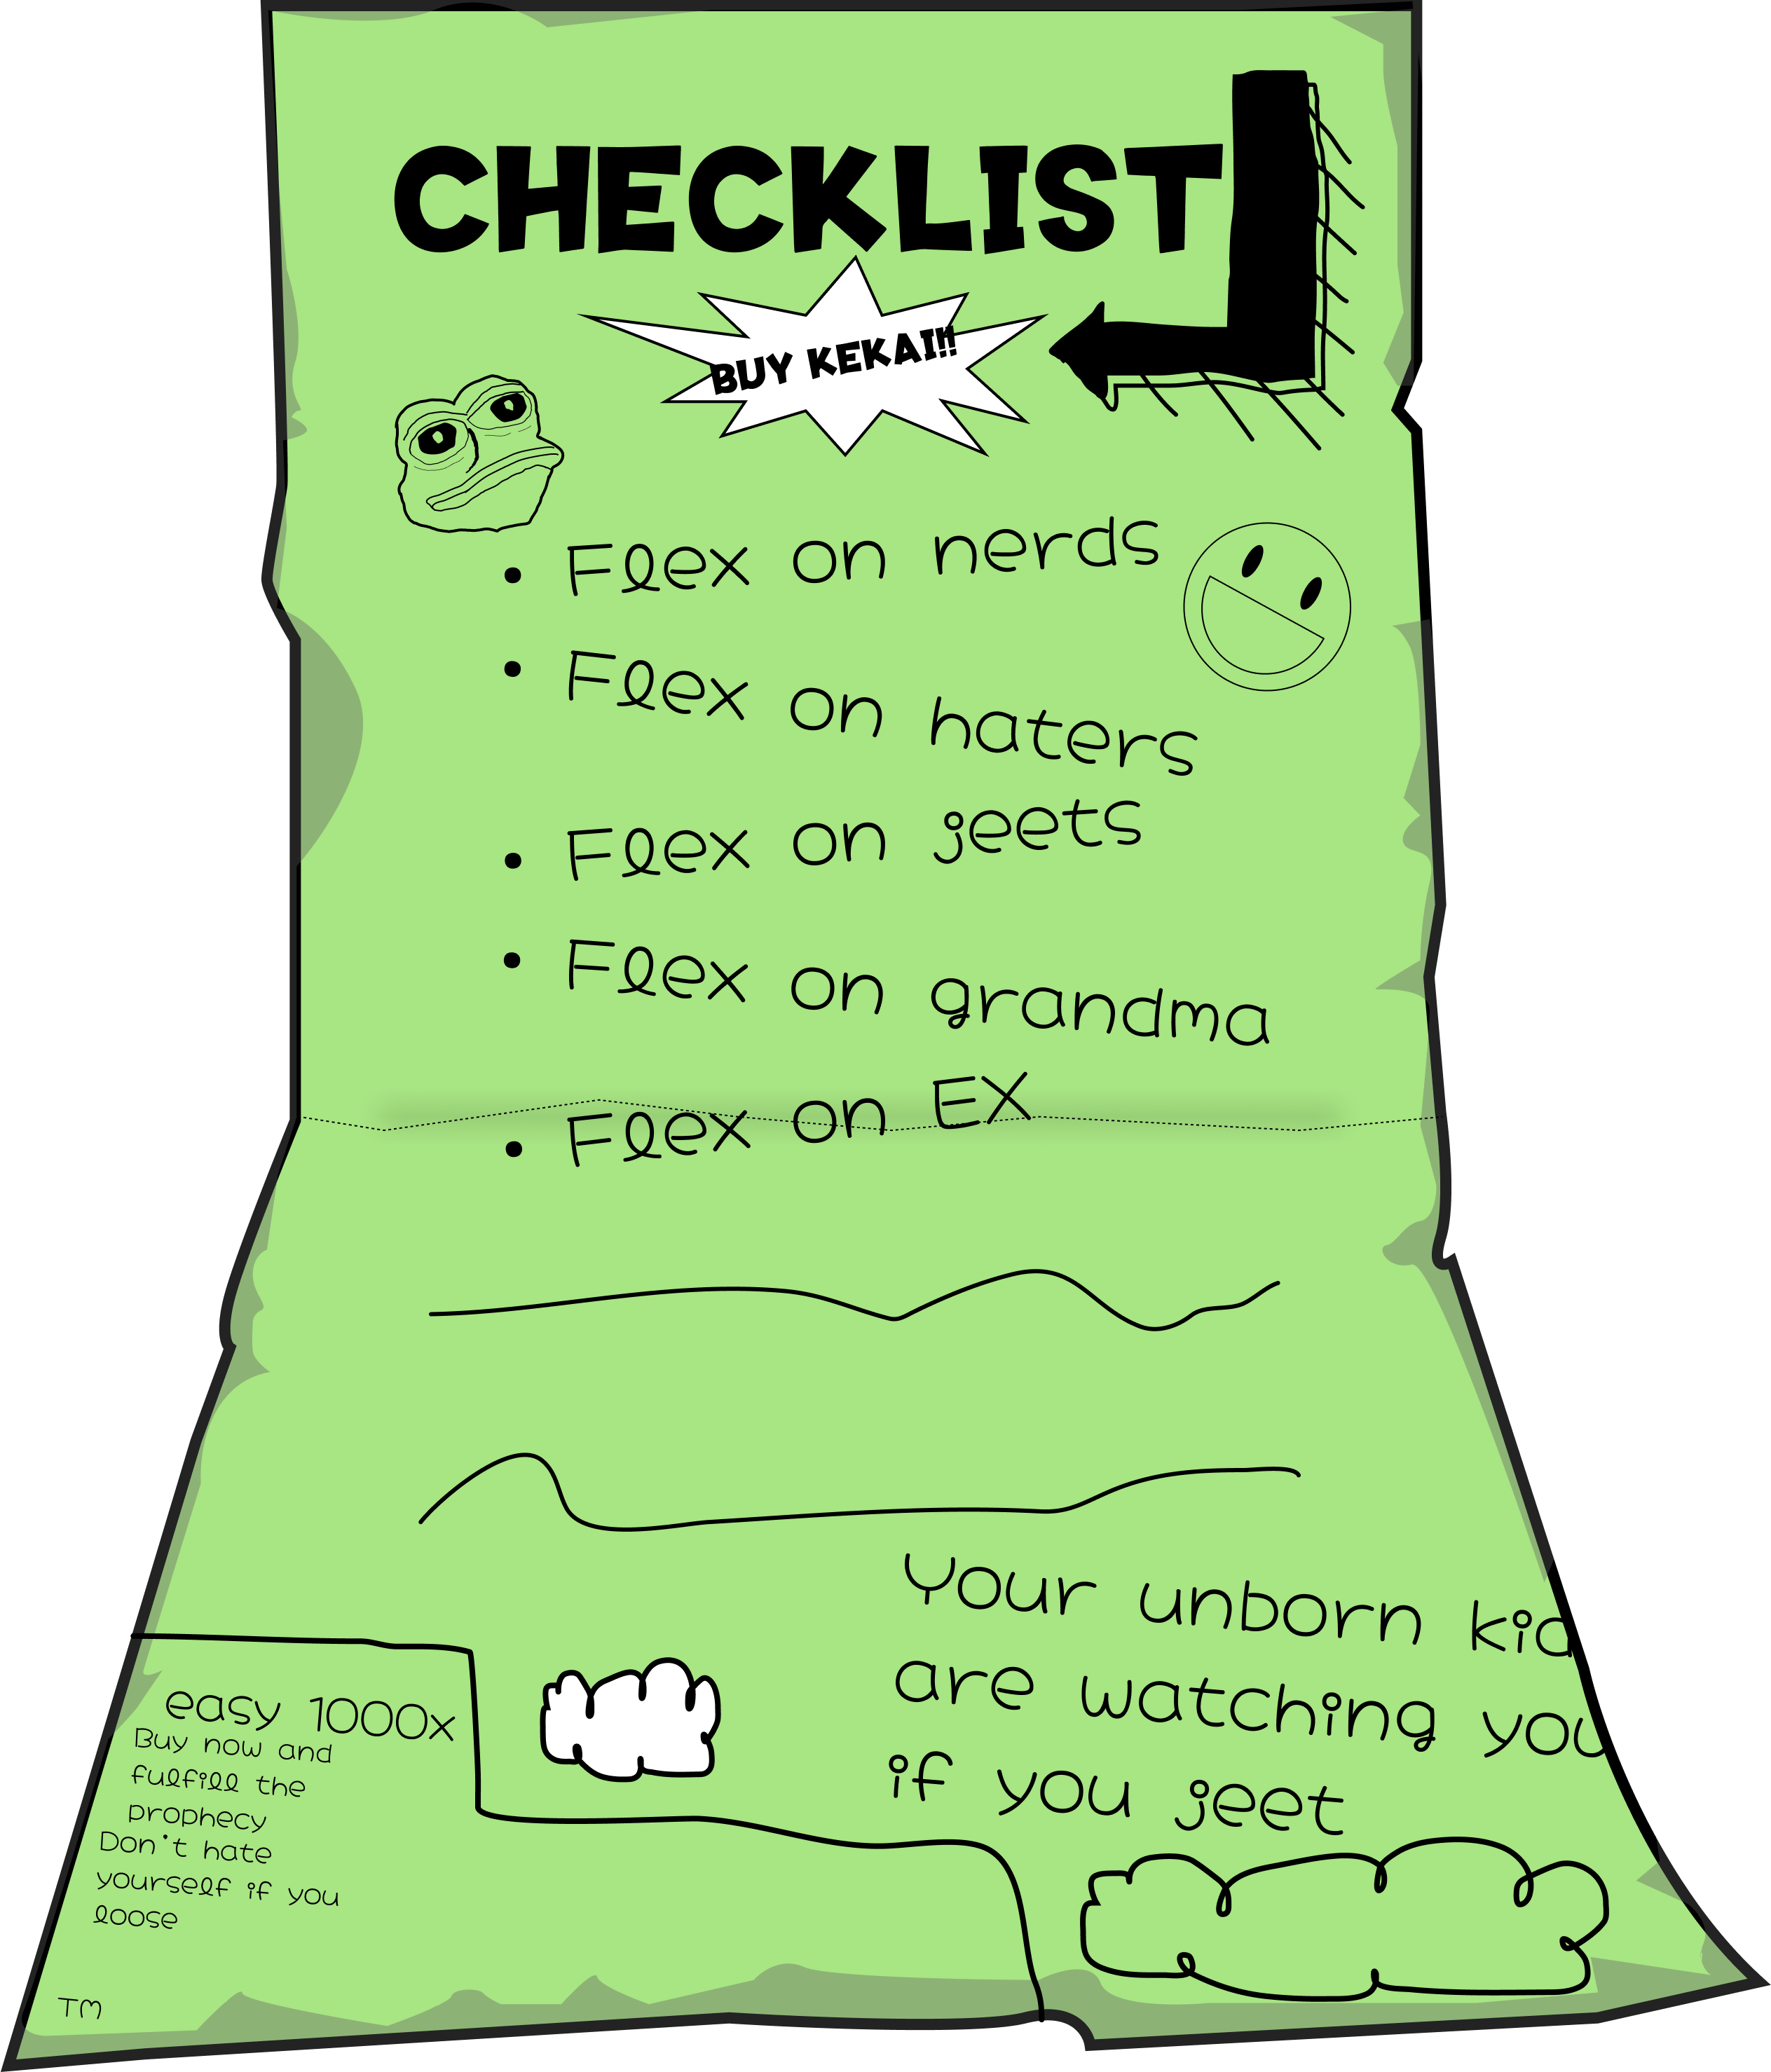 CHECKLIST
BUY KEKAI!!!
• Flex on nerds
• Flex on haters
• Flex on jeets
• Flex on grandma
• Flex on EX
Your unborn kid
are watching you
if you jeet
easy 1000x
Buy now and
fulfill the
prophecy
Don't hate
yourself if you
loose
TM